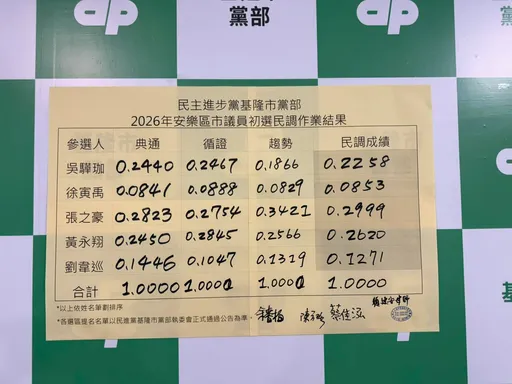 黨部
民主進步黨基隆市黨部
2026年安樂區市議員初選民調作業結果
參選人 典通 循證 趨勢 民調成績
吳驊珈 0.2440 0.2467 0.1866 0.2258
徐寅禹 0.0841 0.0888 0.0829 0.0853
張之豪 0.2823 0.2754 0.3421 0.2999
黃永翔 0.2450 0.2845 0.2566 0.2620
劉韋巡 0.1446 0.1047 0.1319 0.1271
合計 1.0000 1.0000 1.0000 1.0000
*以上依姓名筆劃排序
*各選區提名名單以民進黨基隆市黨部執委會正式通過公告為準。